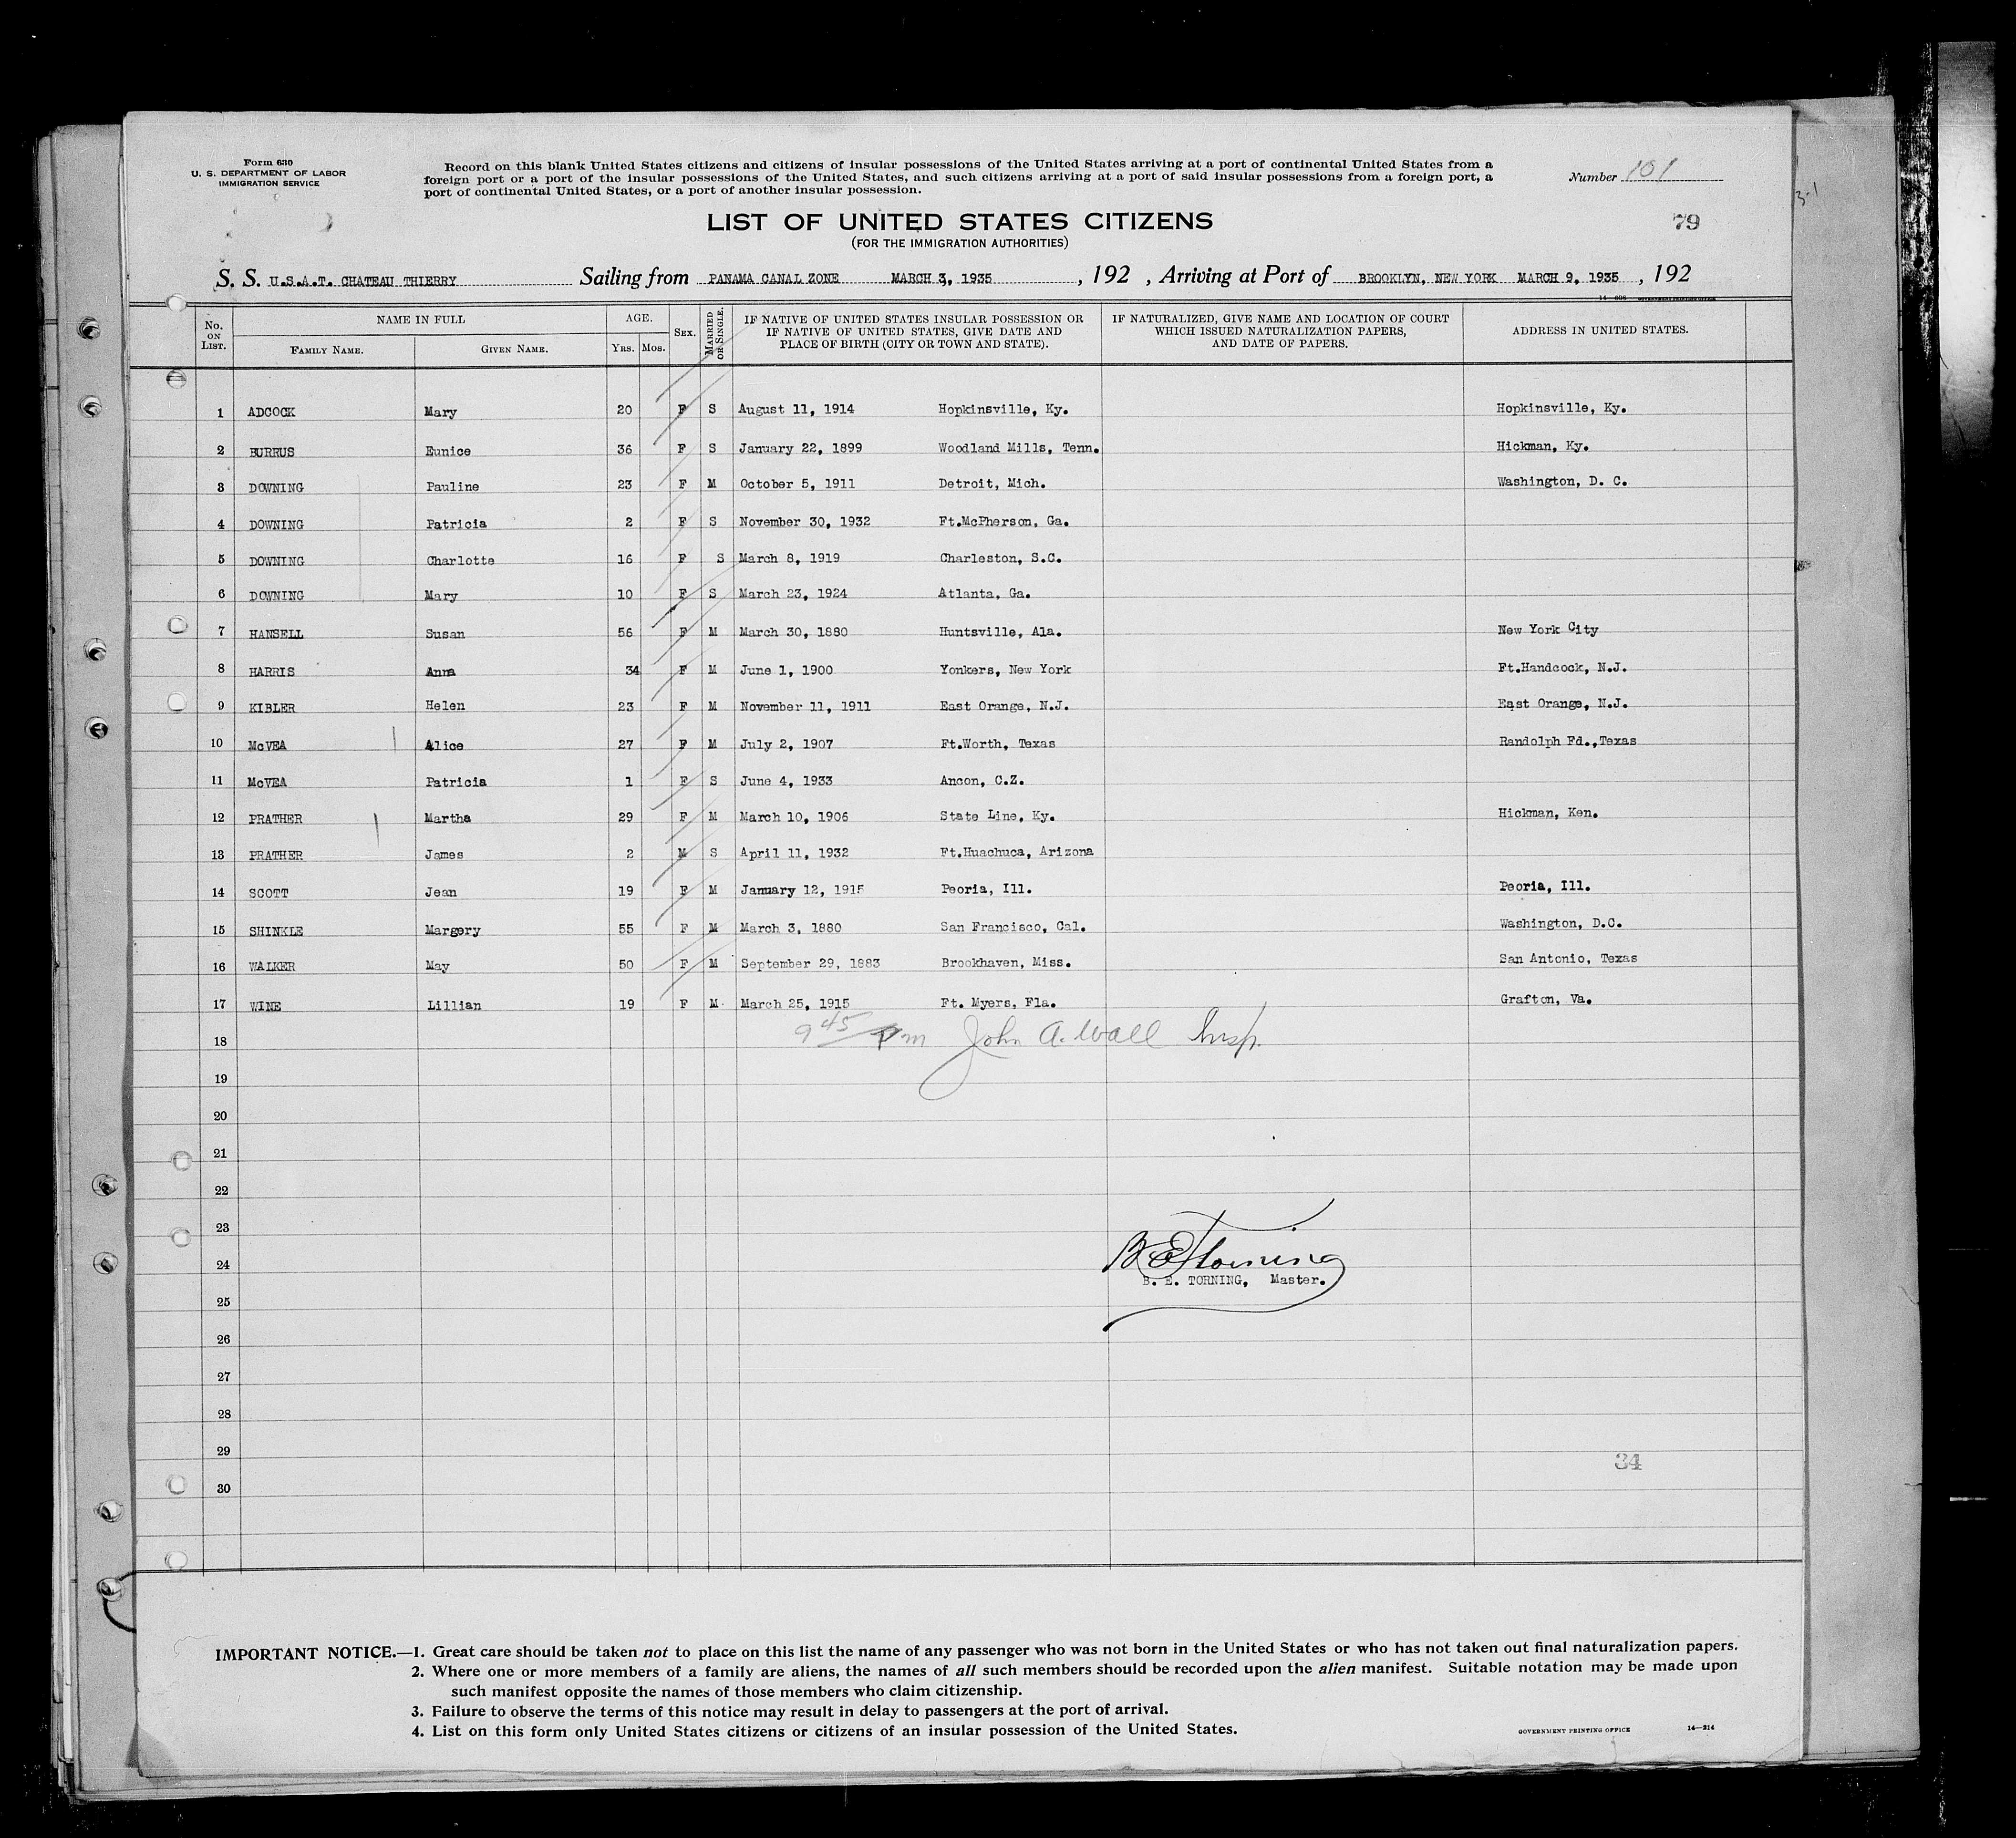 Form 630
U. S. DEPARTMENT OF LABOR
IMMIGRATION SERVICE
Record on this blank United States citizens and citizens of insular possessions of the United States arriving at a port of continental United States from a
foreign port or a port of the insular possessions of the United States, and such citizens arriving at a port of said insular possessions from a foreign port, a
port of continental United States, or a port of another insular possession.
Number 101
3-1
LIST OF UNITED STATES CITIZENS
79
(FOR THE IMMIGRATION AUTHORITIES)
S. S. U.S.A.T. CHATEAU THIERRY Sailing from PANAMA CANAL ZONE MARCH 3, 1935 , 192 , Arriving at Port of BROOKLYN, NEW YORK MARCH 9, 1935 , 192
No. ON LIST. NAME IN FULL FAMILY NAME. GIVEN NAME. AGE. YRS. MOS. SEX. MARRIED OR SINGLE. IF NATIVE OF UNITED STATES INSULAR POSSESSION OR IF NATIVE OF UNITED STATES, GIVE DATE AND PLACE OF BIRTH (CITY OR TOWN AND STATE). IF NATURALIZED, GIVE NAME AND LOCATION OF COURT WHICH ISSUED NATURALIZATION PAPERS, AND DATE OF PAPERS. ADDRESS IN UNITED STATES.
1 ADCOCK Mary 20 F S August 11, 1914 Hopkinsville, Ky. Hopkinsville, Ky.
2 BURRUS Eunice 36 F S January 22, 1899 Woodland Mills, Tenn. Hickman, Ky.
3 DOWNING Pauline 23 F M October 5, 1911 Detroit, Mich. Washington, D. C.
4 DOWNING Patricia 2 F S November 30, 1932 Ft.McPherson, Ga.
5 DOWNING Charlotte 16 F S March 8, 1919 Charleston, S.C.
6 DOWNING Mary 10 F S March 23, 1924 Atlanta, Ga.
7 HANSELL Susan 56 F M March 30, 1880 Huntsville, Ala. New York City
8 HARRIS Anna 34 F M June 1, 1900 Yonkers, New York Ft.Handcock, N.J.
9 KIBLER Helen 23 F M November 11, 1911 East Orange, N.J. East Orange, N.J.
10 McVEA Alice 27 F M July 2, 1907 Ft.Worth, Texas Randolph Fd.,Texas
11 McVEA Patricia 1 F S June 4, 1933 Ancon, C.Z.
12 PRATHER Martha 29 F M March 10, 1906 State Line, Ky. Hickman, Ken.
13 PRATHER James 2 M S April 11, 1932 Ft.Huachuca, Arizona
14 SCOTT Jean 19 F M January 12, 1915 Peoria, Ill. Peoria, Ill.
15 SHINKLE Margery 55 F M March 3, 1880 San Francisco, Cal. Washington, D.C.
16 WALKER May 50 F M September 29, 1883 Brookhaven, Miss. San Antonio, Texas
17 WINE Lillian 19 F M March 25, 1915 Ft. Myers, Fla. Grafton, Va.
18 9 45 pm John A. Wall Insp.
19
20
21
22
23
24
B E Torning
B. E. TORNING, Master.
25
26
27
28
29
34
30
IMPORTANT NOTICE.—1. Great care should be taken not to place on this list the name of any passenger who was not born in the United States or who has not taken out final naturalization papers.
2. Where one or more members of a family are aliens, the names of all such members should be recorded upon the alien manifest. Suitable notation may be made upon
such manifest opposite the names of those members who claim citizenship.
3. Failure to observe the terms of this notice may result in delay to passengers at the port of arrival.
4. List on this form only United States citizens or citizens of an insular possession of the United States.
GOVERNMENT PRINTING OFFICE 14—214